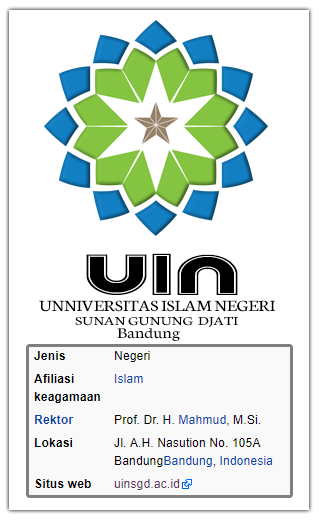 uin
UNNIVERSITAS ISLAM NEGERI
SUNAN GUNUNG DJATI
Bandung
Jenis Negeri
Afiliasi Islam
keagamaan
Rektor Prof. Dr. H. Mahmud, M.Si.
Lokasi Jl. A.H. Nasution No. 105A
BandungBandung, Indonesia
Situs web uinsgd.ac.id